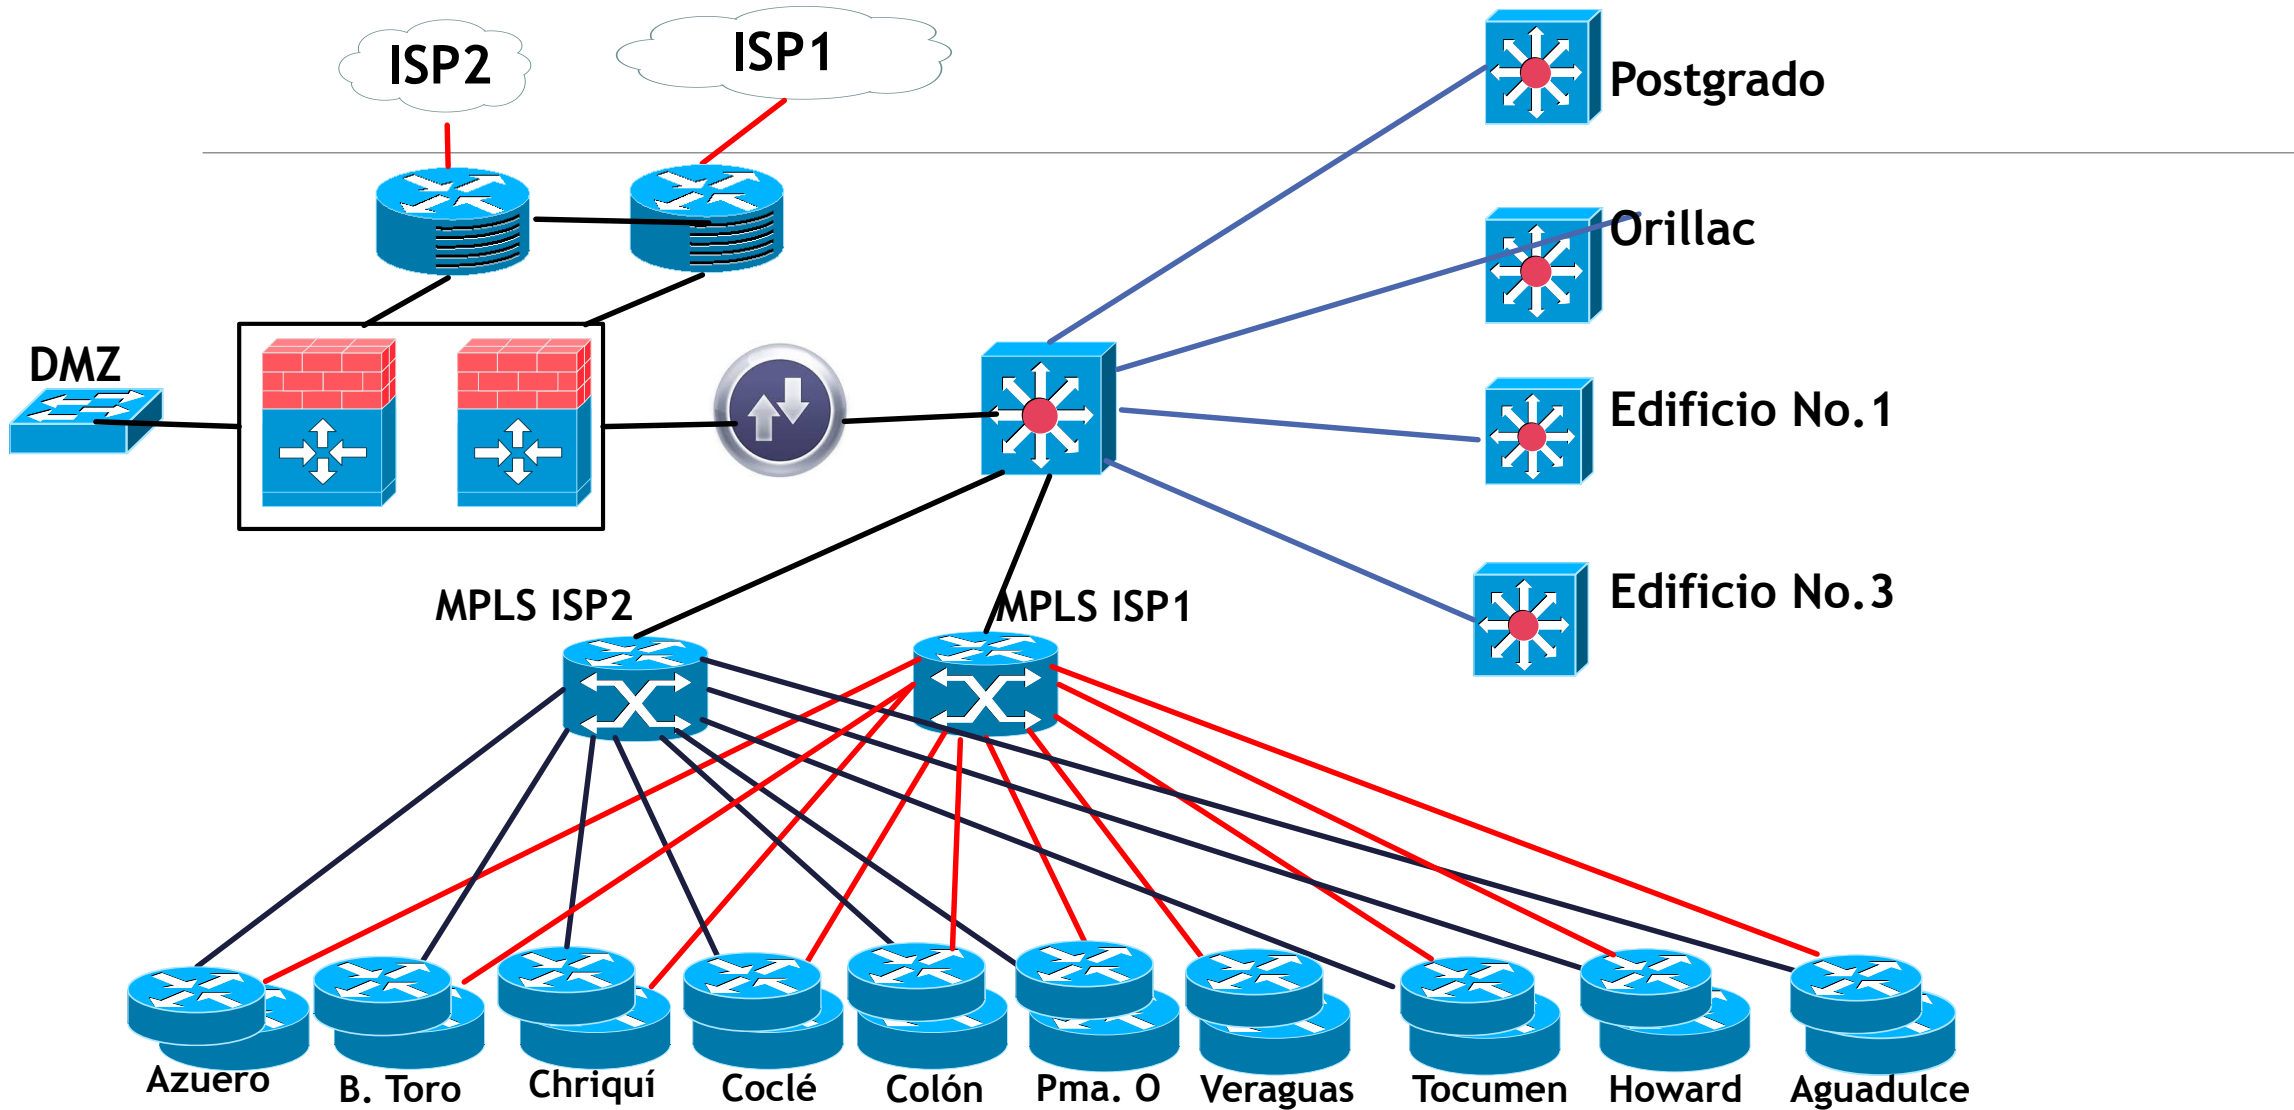 ISP2
ISP1
Postgrado
Orillac
DMZ
Edificio No.1
MPLS ISP2
MPLS ISP1
Edificio No.3
Azuero
B. Toro
Chriquí
Coclé
Colón
Pma. O
Veraguas
Tocumen
Howard
Aguadulce